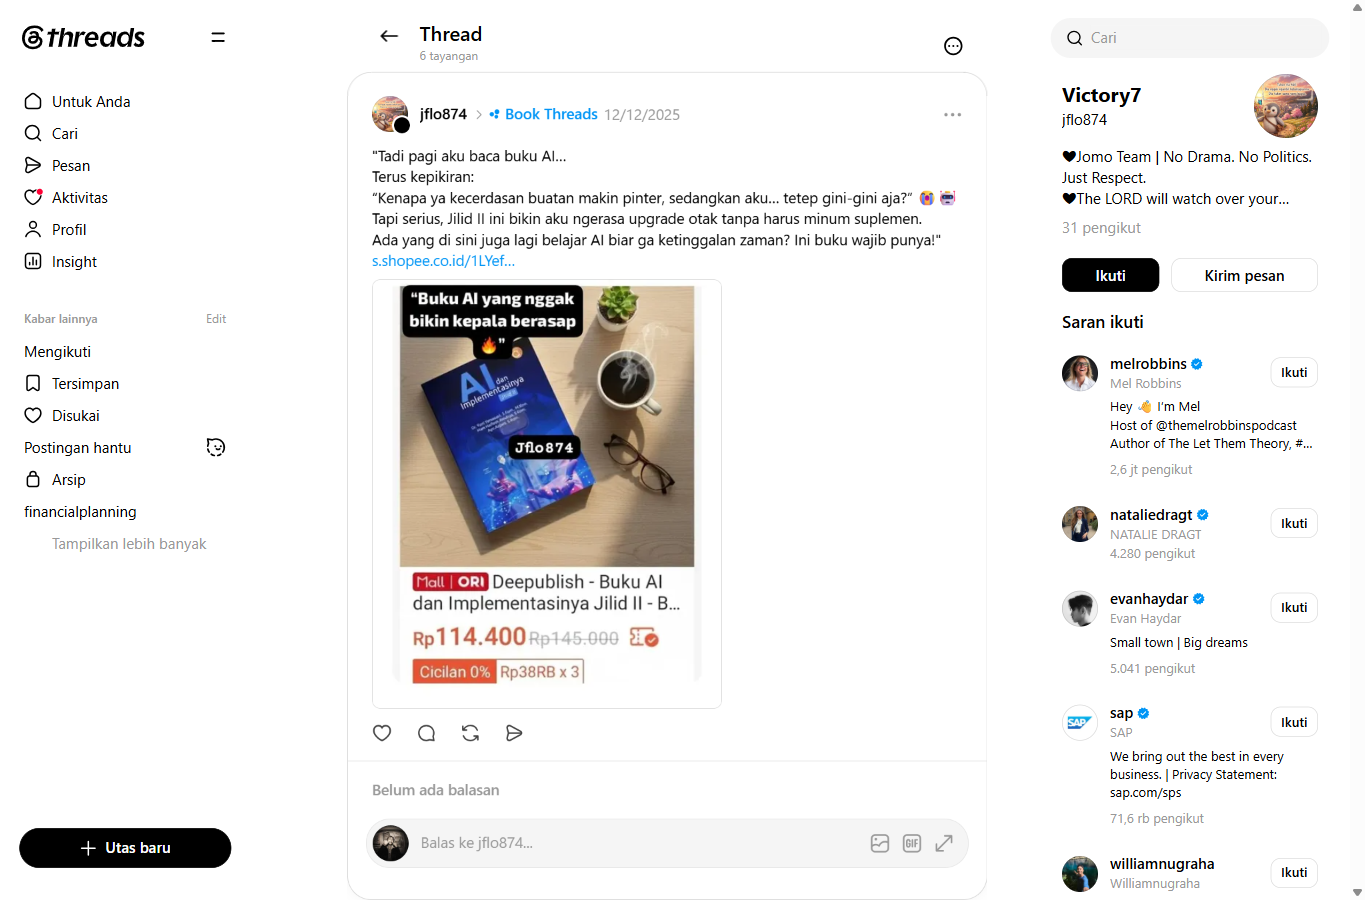 threads
Untuk Anda
Cari
Pesan
Aktivitas
Profil
Insight
Kabar lainnya
Edit
Mengikuti
Tersimpan
Disukai
Postingan hantu
Arsip
financialplanning
Tampilkan lebih banyak
Utas baru
Thread
6 tayangan
jflo874 > Book Threads 12/12/2025
"Tadi pagi aku baca buku AI...
Terus kepikiran:
“Kenapa ya kecerdasan buatan makin pinter, sedangkan aku... tetep gini-gini aja?”
Tapi serius, Jilid II ini bikin aku ngerasa upgrade otak tanpa harus minum suplemen.
Ada yang di sini juga lagi belajar AI biar ga ketinggalan zaman? Ini buku wajib punya!"
s.shopee.co.id/1LYef...
“Buku AI yang nggak
bikin kepala berasap
🔥”
AI dan
Implementasinya
Jflo874
Mall | ORI Deepublish - Buku AI
dan Implementasinya Jilid II - B...
Rp114.400 Rp145.000
Cicilan 0% Rp38RB x 3
Belum ada balasan
Balas ke jflo874...
GIF
Cari
Victory7
jflo874
🖤Jomo Team | No Drama. No Politics.
Just Respect.
🖤The LORD will watch over your...
31 pengikut
Ikuti
Kirim pesan
Saran ikuti
melrobbins
Mel Robbins
Ikuti
Hey 👋 I'm Mel
Host of @themelrobbinspodcast
Author of The Let Them Theory, #...
2,6 jt pengikut
nataliedragt
NATALIE DRAGT
Ikuti
4.280 pengikut
evanhaydar
Evan Haydar
Ikuti
Small town | Big dreams
5.041 pengikut
SAP
sap
SAP
Ikuti
We bring out the best in every
business. | Privacy Statement:
sap.com/sps
71,6 rb pengikut
williamnugraha
Williamnugraha
Ikuti